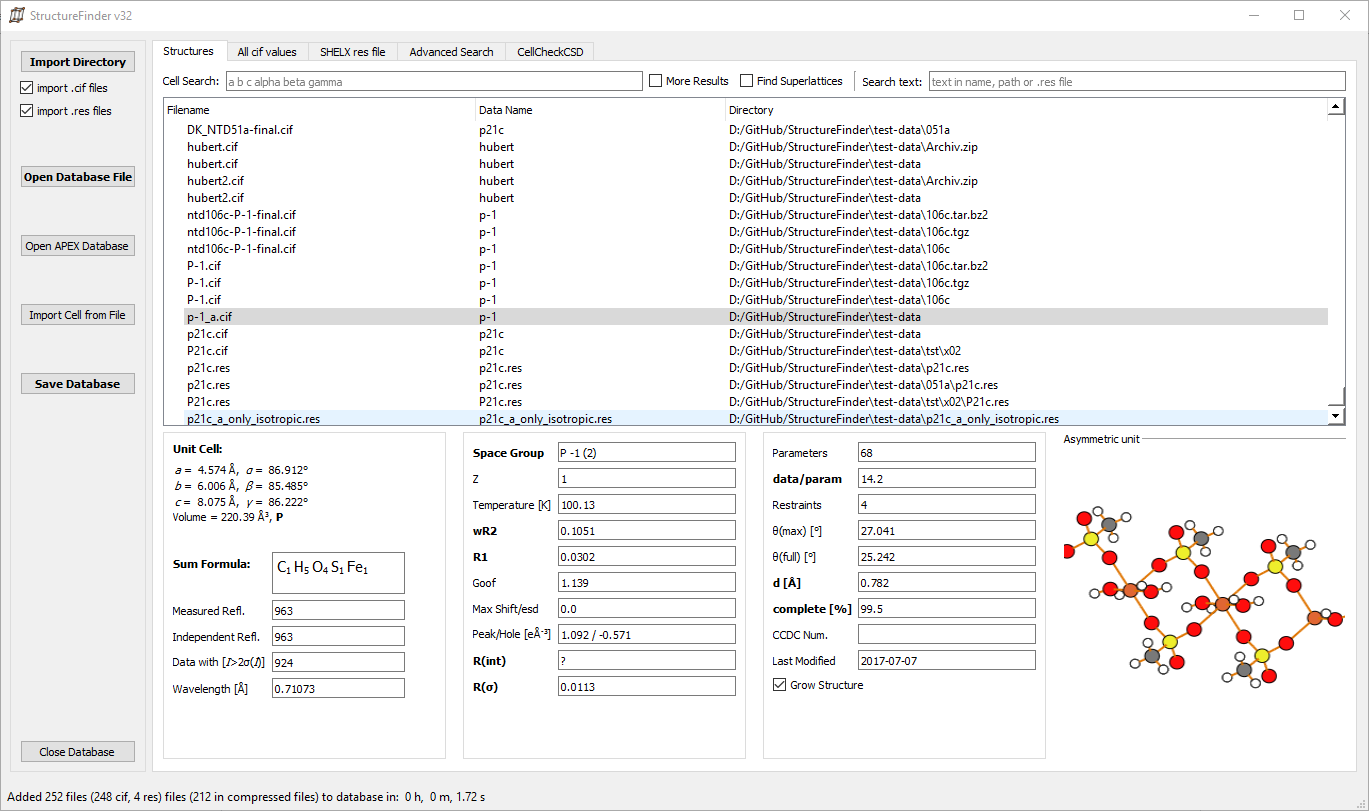 StructureFinder v32
Import Directory
import .cif files
import .res files
Open Database File
Open APEX Database
Import Cell from File
Save Database
Close Database
Structures All cif values SHELX res file Advanced Search CellCheckCSD
Cell Search: a b c alpha beta gamma More Results Find Superlattices Search text: text in name, path or .res file
Filename Data Name Directory
DK_NTD51a-final.cif p21c D:/GitHub/StructureFinder\test-data\051a
hubert.cif hubert D:/GitHub/StructureFinder\test-data\Archiv.zip
hubert.cif hubert D:/GitHub/StructureFinder\test-data
hubert2.cif hubert D:/GitHub/StructureFinder\test-data\Archiv.zip
hubert2.cif hubert D:/GitHub/StructureFinder\test-data
ntd106c-P-1-final.cif p-1 D:/GitHub/StructureFinder\test-data\106c.tar.bz2
ntd106c-P-1-final.cif p-1 D:/GitHub/StructureFinder\test-data\106c.tgz
ntd106c-P-1-final.cif p-1 D:/GitHub/StructureFinder\test-data\106c
P-1.cif p-1 D:/GitHub/StructureFinder\test-data\106c.tar.bz2
P-1.cif p-1 D:/GitHub/StructureFinder\test-data\106c.tgz
P-1.cif p-1 D:/GitHub/StructureFinder\test-data\106c
p-1_a.cif p-1 D:/GitHub/StructureFinder\test-data
p21c.cif p21c D:/GitHub/StructureFinder\test-data
P21c.cif p21c D:/GitHub/StructureFinder\test-data\tst\x02
p21c.res p21c.res D:/GitHub/StructureFinder\test-data\p21c.res
p21c.res p21c.res D:/GitHub/StructureFinder\test-data\051a\p21c.res
P21c.res P21c.res D:/GitHub/StructureFinder\test-data\tst\x02\P21c.res
p21c_a_only_isotropic.res p21c_a_only_isotropic.res D:/GitHub/StructureFinder\test-data\p21c_a_only_isotropic.res
Unit Cell:
a = 4.574 Å, α = 86.912°
b = 6.006 Å, β = 85.485°
c = 8.075 Å, γ = 86.222°
Volume = 220.39 Å³, P
Sum Formula: C₁ H₅ O₄ S₁ Fe₁
Measured Refl. 963
Independent Refl. 963
Data with [I>2σ(I)] 924
Wavelength [Å] 0.71073
Space Group P -1 (2)
Z 1
Temperature [K] 100.13
wR2 0.1051
R1 0.0302
Goof 1.139
Max Shift/esd 0.0
Peak/Hole [eÅ⁻³] 1.092 / -0.571
R(int) ?
R(σ) 0.0113
Parameters 68
data/param 14.2
Restraints 4
θ(max) [°] 27.041
θ(full) [°] 25.242
d [Å] 0.782
complete [%] 99.5
CCDC Num.
Last Modified 2017-07-07
Grow Structure
Asymmetric unit
Added 252 files (248 cif, 4 res) files (212 in compressed files) to database in: 0 h, 0 m, 1.72 s